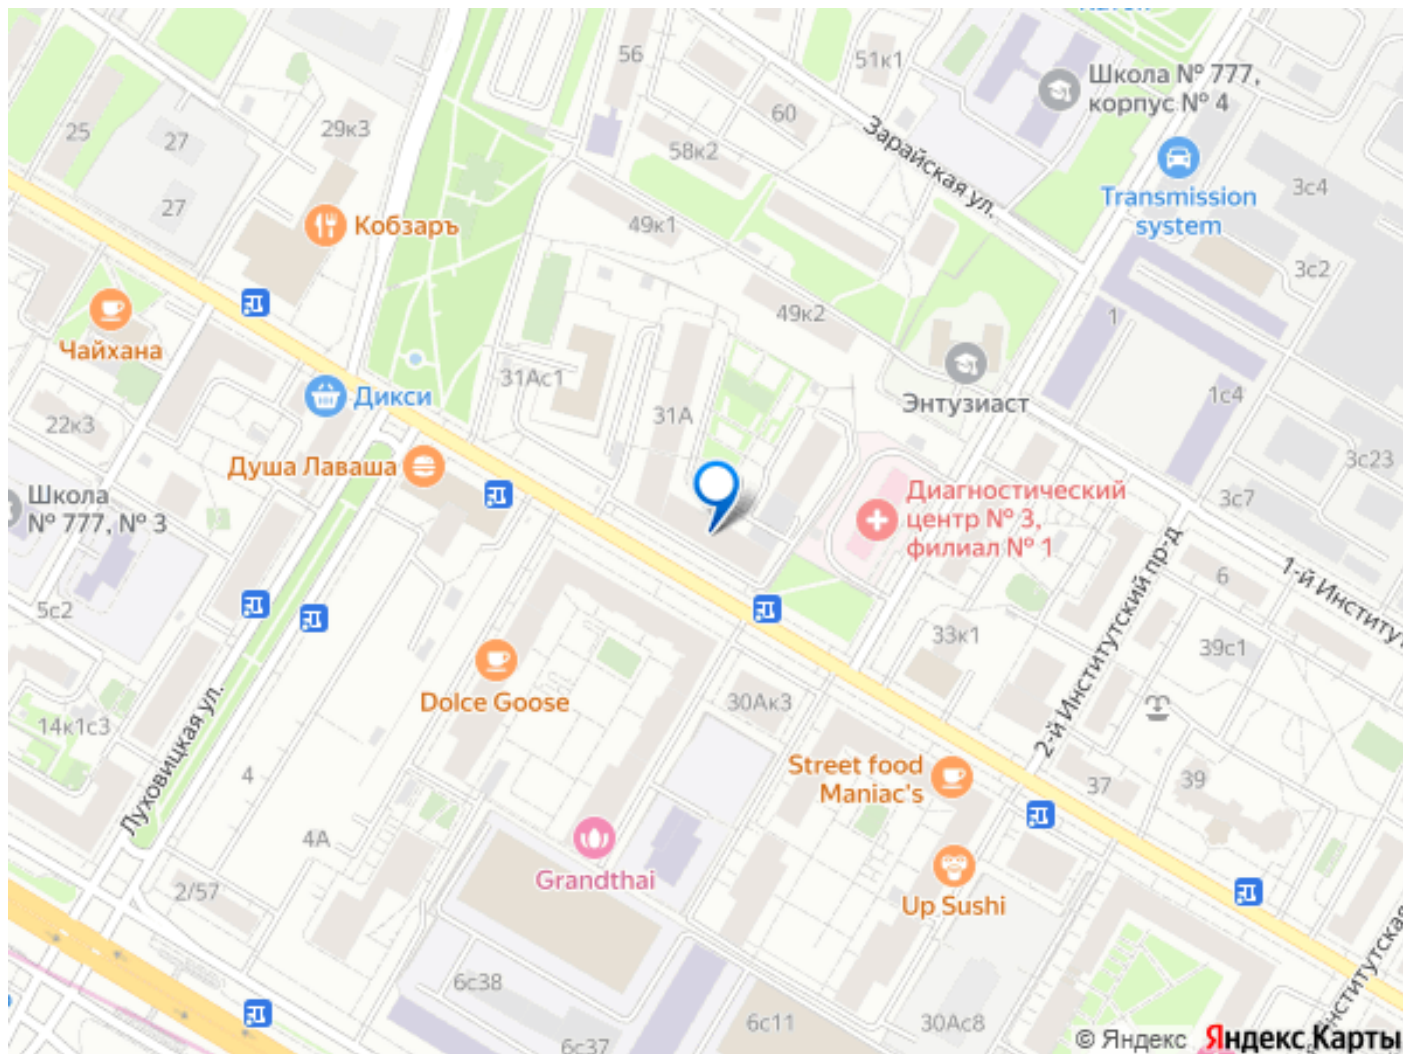 56
51к1
Школа № 777,
корпус № 4
60
Зарайская ул.
25
27
29к3
58к2
Transmission
system
3с4
27
Кобзаръ
49к1
3с2
Чайхана
49к2
1
31Ас1
Дикси
Энтузиаст
1с4
22к3
31А
Душа Лаваша
3с23
Школа
№ 777, № 3
Диагностический
центр № 3,
филиал № 1
3с7
2-й Институтский пр-д
1-й Институт
6
5с2
33к1
39с1
Dolce Goose
30Ак3
14к1с3
Луховицкая ул.
4
Street food
Maniac's
37
39
4А
2/57
Grandthai
Up Sushi
6с38
6с11
30Ас8
6с37
нститутская
© Яндекс Яндекс Карты